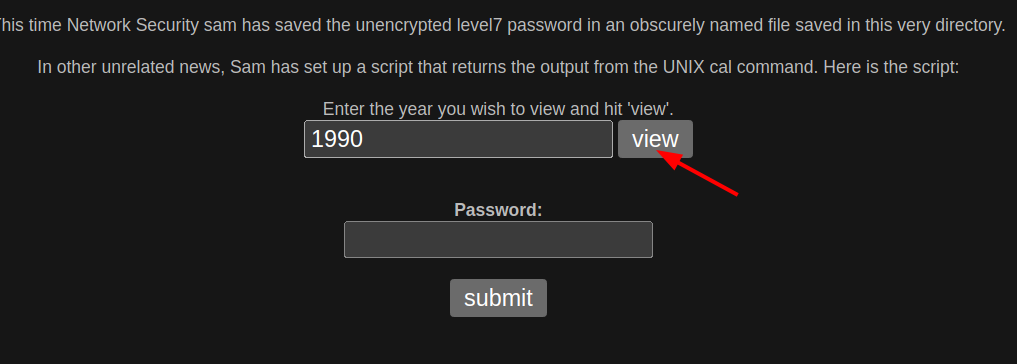 his time Network Security sam has saved the unencrypted level7 password in an obscurely named file saved in this very directory.
In other unrelated news, Sam has set up a script that returns the output from the UNIX cal command. Here is the script:
Enter the year you wish to view and hit 'view'.
1990 view
Password:
submit